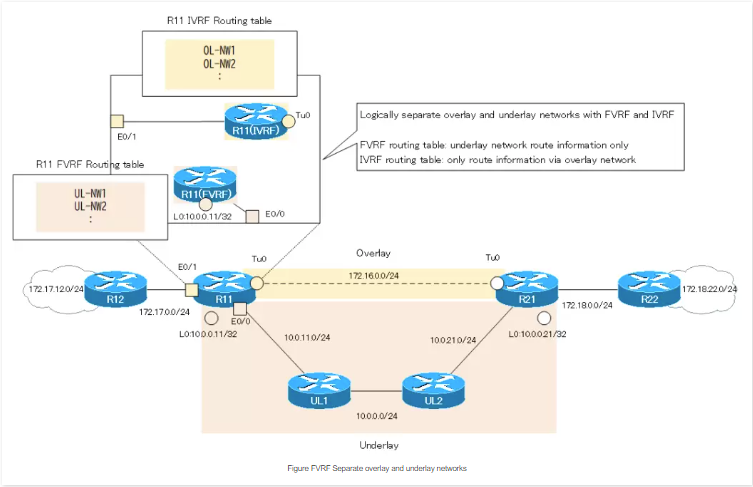 R11 IVRF Routing table
OL-NW1
OL-NW2
:
Tu0
E0/1
R11(IVRF)
Logically separate overlay and underlay networks with FVRF and IVRF
FVRF routing table: underlay network route information only
IVRF routing table: only route information via overlay network
R11 FVRF Routing table
UL-NW1
UL-NW2
:
R11(FVRF)
L0:10.0.0.11/32
E0/0
Overlay
E0/1
Tu0
Tu0
172.16.0.0/24
172.17.12.0/24
R12
R11
R21
R22
172.18.22.0/24
172.17.0.0/24
172.18.0.0/24
E0/0
L0:10.0.0.11/32
L0:10.0.0.21/32
10.0.11.0/24
10.0.21.0/24
UL1
UL2
10.0.0.0/24
Underlay
Figure FVRF Separate overlay and underlay networks